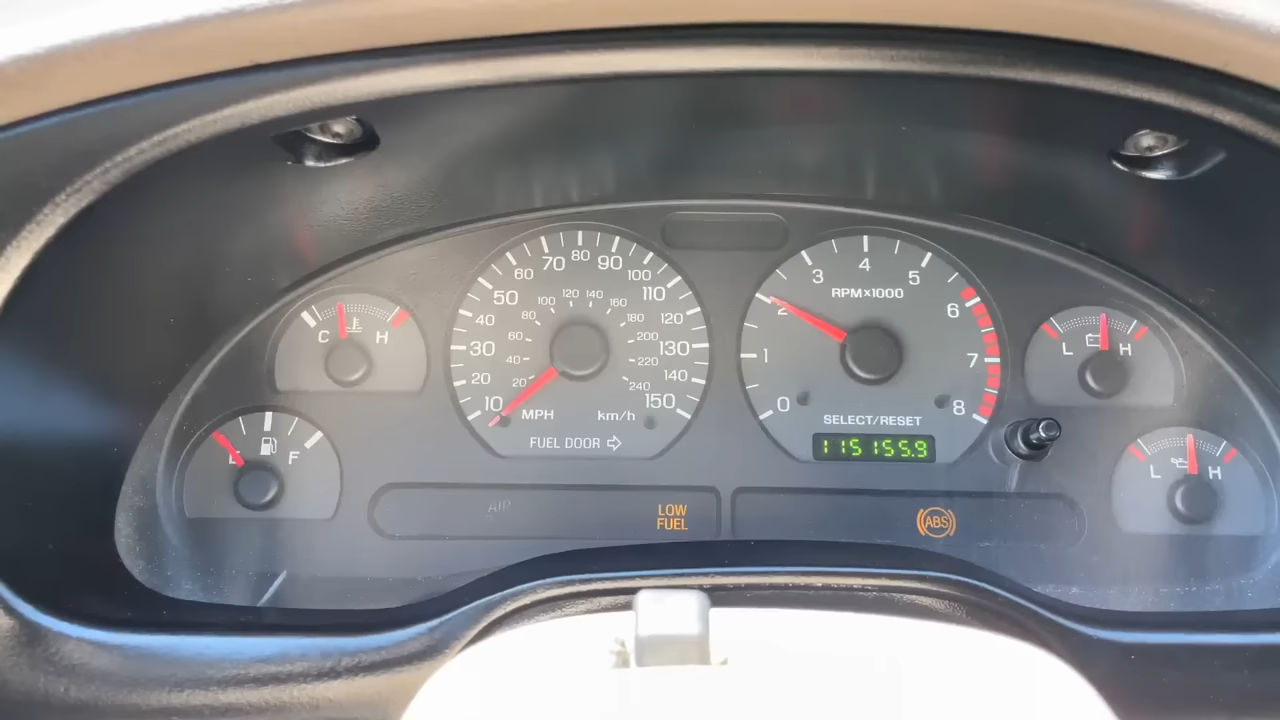 C H
E F
10 20 30 40 50 60 70 80 90 100 110 120 130 140 150
20 40 60 80 100 120 140 160 180 200 220 240
MPH km/h
FUEL DOOR
0 1 2 3 4 5 6 7 8
RPM×1000
SELECT/RESET
115155.9
L H
L H
AIR
LOW
FUEL
ABS